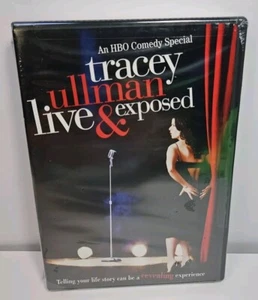 An HBO Comedy Special
tracey
ullman
live & exposed
Telling your life story can be a revealing experience